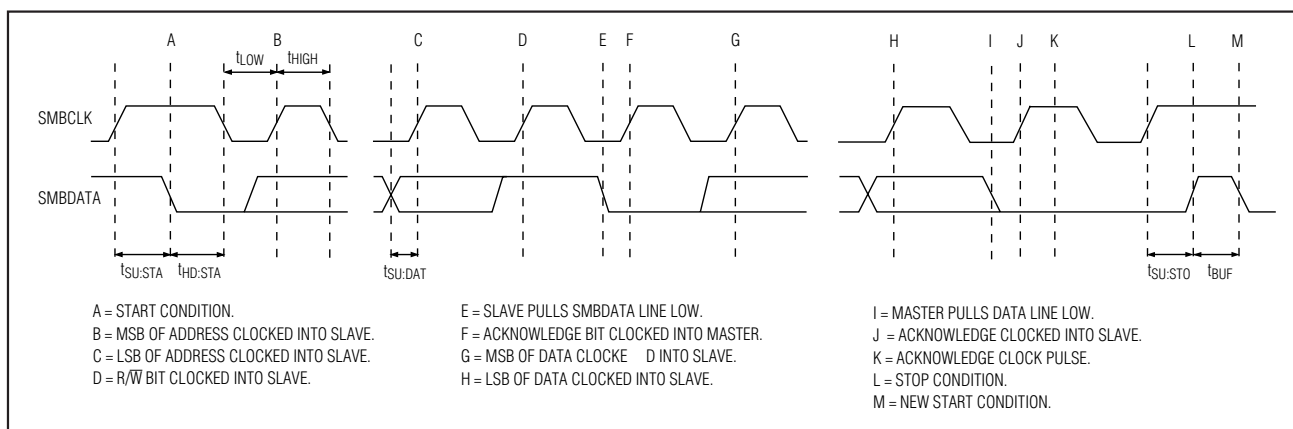 A B C D E F G H I J K L M
tLOW tHIGH
SMBCLK
SMBDATA
tSU:STA tHD:STA tSU:DAT tSU:STO tBUF
A = START CONDITION.
B = MSB OF ADDRESS CLOCKED INTO SLAVE.
C = LSB OF ADDRESS CLOCKED INTO SLAVE.
D = R/W̅ BIT CLOCKED INTO SLAVE.
E = SLAVE PULLS SMBDATA LINE LOW.
F = ACKNOWLEDGE BIT CLOCKED INTO MASTER.
G = MSB OF DATA CLOCKE D INTO SLAVE.
H = LSB OF DATA CLOCKED INTO SLAVE.
I = MASTER PULLS DATA LINE LOW.
J = ACKNOWLEDGE CLOCKED INTO SLAVE.
K = ACKNOWLEDGE CLOCK PULSE.
L = STOP CONDITION.
M = NEW START CONDITION.